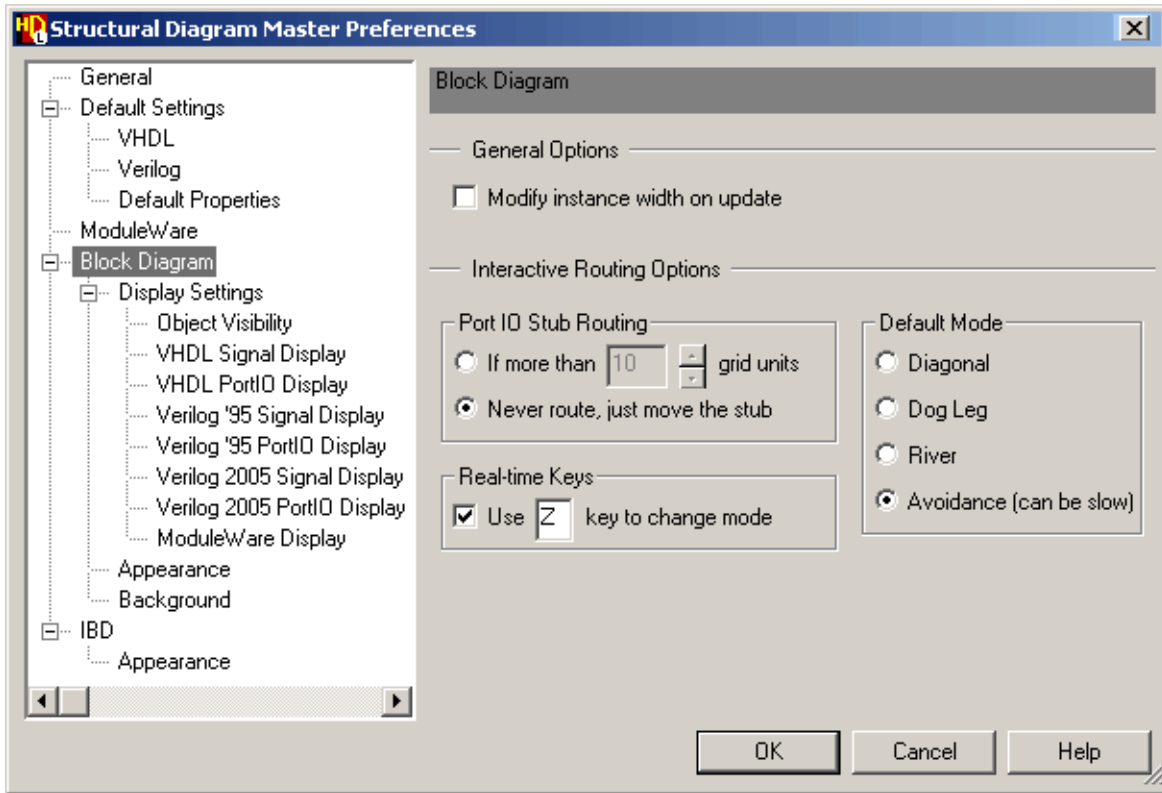 HDL Structural Diagram Master Preferences
General
Default Settings
VHDL
Verilog
Default Properties
ModuleWare
Block Diagram
Display Settings
Object Visibility
VHDL Signal Display
VHDL PortIO Display
Verilog '95 Signal Display
Verilog '95 PortIO Display
Verilog 2005 Signal Display
Verilog 2005 PortIO Display
ModuleWare Display
Appearance
Background
IBD
Appearance
Block Diagram
General Options
Modify instance width on update
Interactive Routing Options
Port IO Stub Routing
If more than 10 grid units
Never route, just move the stub
Real-time Keys
Use Z key to change mode
Default Mode
Diagonal
Dog Leg
River
Avoidance (can be slow)
OK Cancel Help